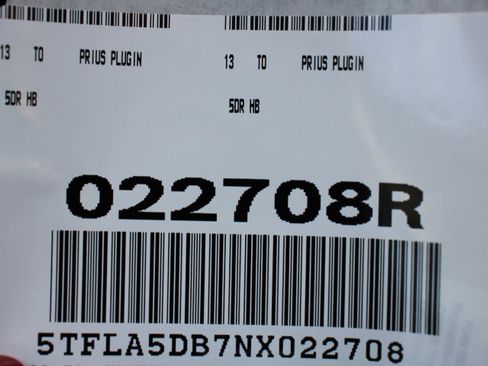 13 TO PRIUS PLUGIN 13 TO PRIUS PLUGIN
5DR HB 5DR HB
022708R
5TFLA5DB7NX022708